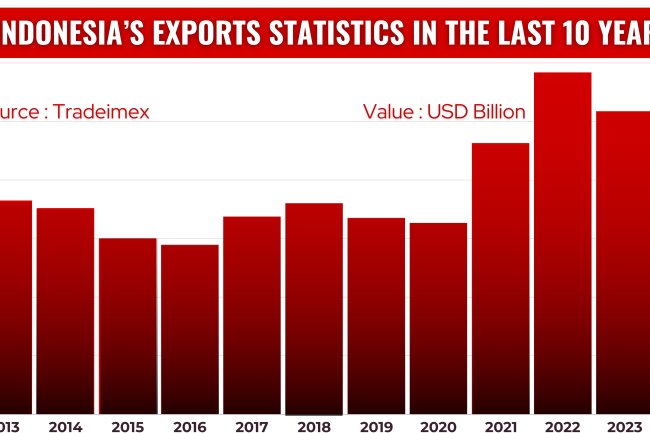 INDONESIA'S EXPORTS STATISTICS IN THE LAST 10 YEAR
urce : Tradeimex
Value : USD Billion
013 2014 2015 2016 2017 2018 2019 2020 2021 2022 2023